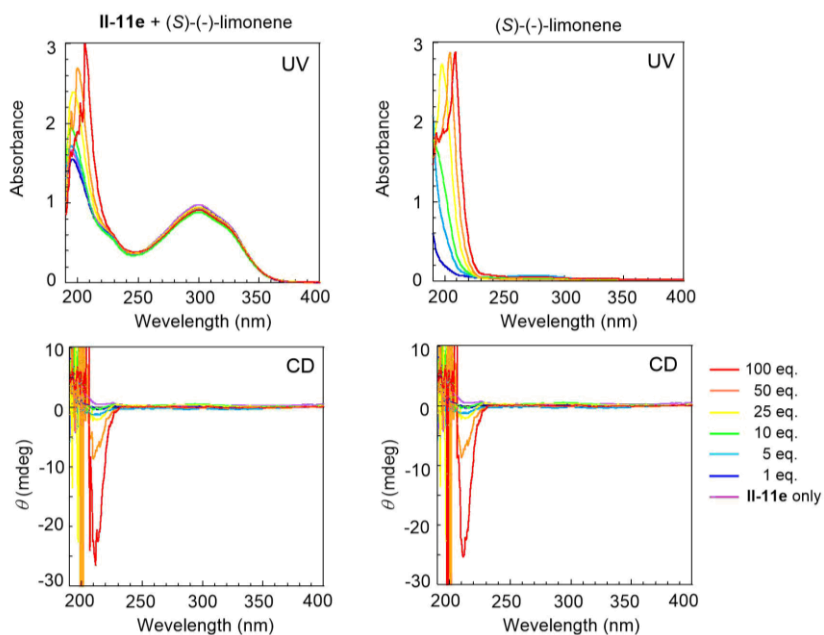 II-11e + (S)-(-)-limonene
UV
Absorbance
3
2
1
0
200 250 300 350 400
Wavelength (nm)
(S)-(-)-limonene
UV
Absorbance
3
2
1
0
200 250 300 350 400
Wavelength (nm)
CD
θ (mdeg)
10
0
-10
-20
-30
200 250 300 350 400
Wavelength (nm)
CD
θ (mdeg)
10
0
-10
-20
-30
200 250 300 350 400
Wavelength (nm)
100 eq.
50 eq.
25 eq.
10 eq.
5 eq.
1 eq.
II-11e only